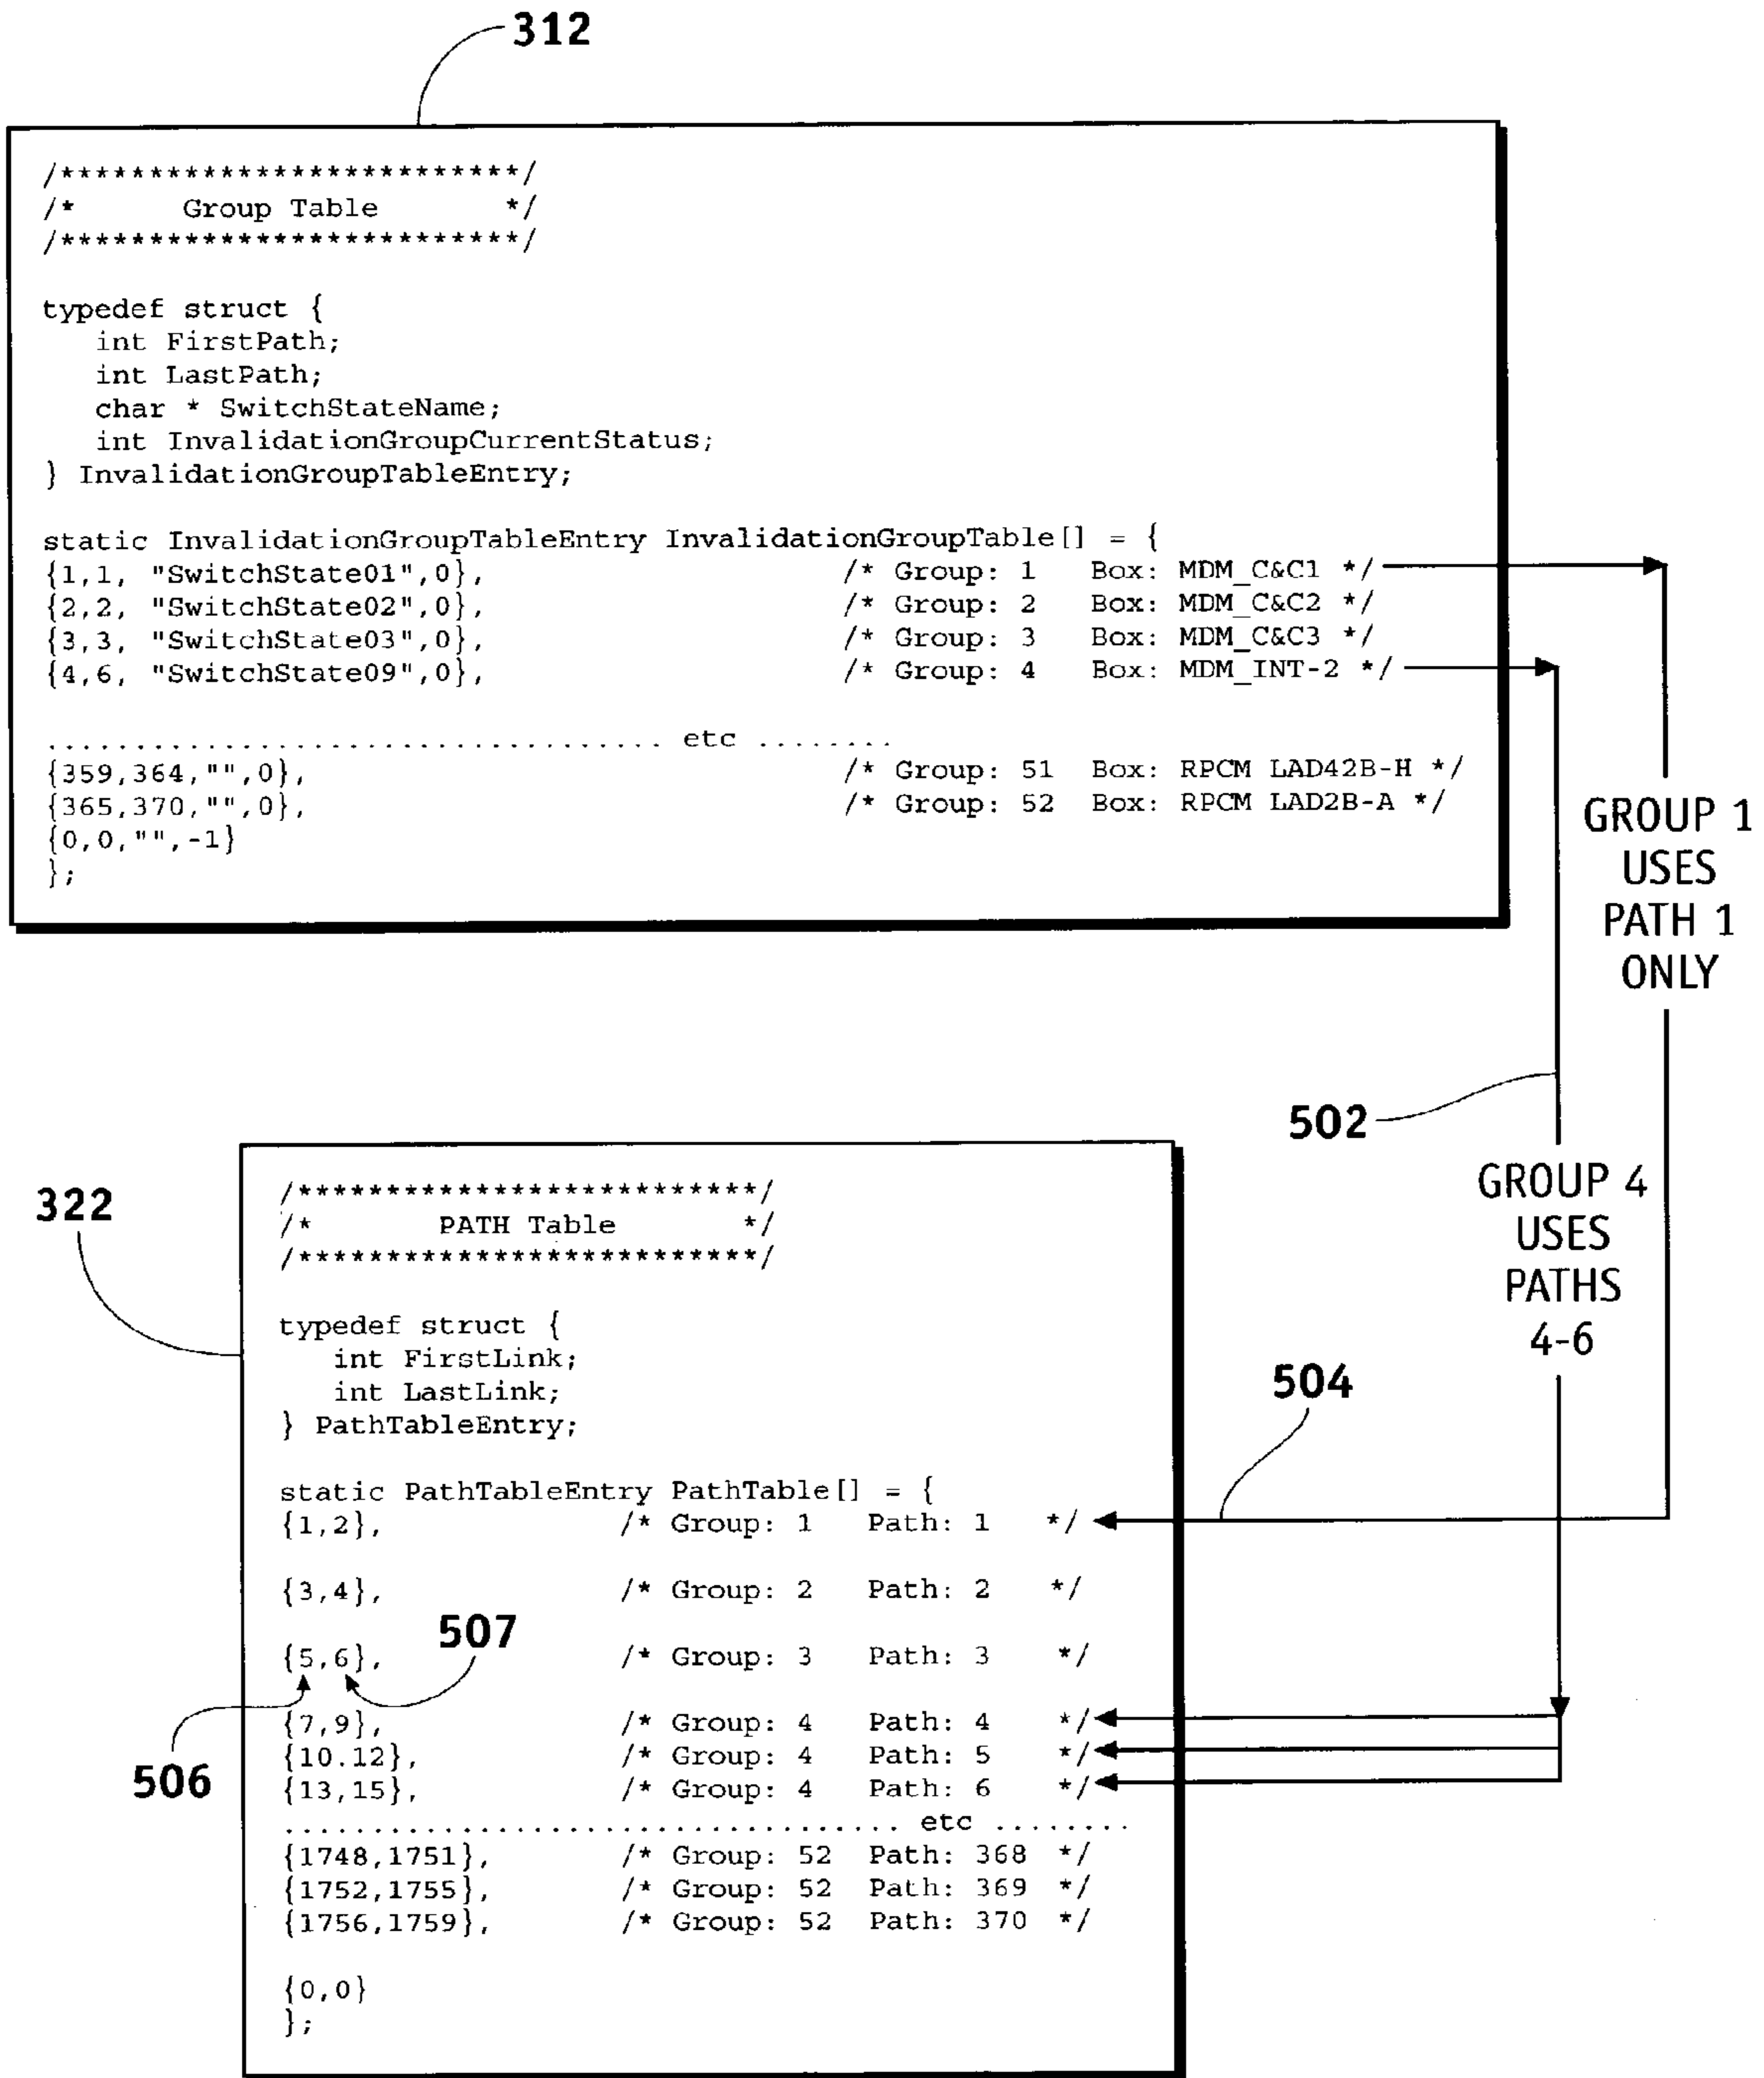 312
/**************************/
/*       Group Table       */
/**************************/
typedef struct {
   int FirstPath;
   int LastPath;
   char * SwitchStateName;
   int InvalidationGroupCurrentStatus;
} InvalidationGroupTableEntry;
static InvalidationGroupTableEntry InvalidationGroupTable[] = {
{1,1, "SwitchState01",0},     /* Group: 1   Box: MDM_C&C1 */
{2,2, "SwitchState02",0},     /* Group: 2   Box: MDM_C&C2 */
{3,3, "SwitchState03",0},     /* Group: 3   Box: MDM_C&C3 */
{4,6, "SwitchState09",0},     /* Group: 4   Box: MDM_INT-2 */
................................... etc ........
{359,364,"",0},     /* Group: 51  Box: RPCM LAD42B-H */
{365,370,"",0},     /* Group: 52  Box: RPCM LAD2B-A */
{0,0,"",-1}
};
GROUP 1
USES
PATH 1
ONLY
502
GROUP 4
USES
PATHS
4-6
322
/**************************/
/*        PATH Table       */
/**************************/
typedef struct {
   int FirstLink;
   int LastLink;
} PathTableEntry;
504
static PathTableEntry PathTable[] = {
{1,2},     /* Group: 1   Path: 1   */
{3,4},     /* Group: 2   Path: 2   */
507
{5,6},     /* Group: 3   Path: 3   */
{7,9},     /* Group: 4   Path: 4   */
{10.12},     /* Group: 4   Path: 5   */
506
{13,15},     /* Group: 4   Path: 6   */
................................... etc ........
{1748,1751},     /* Group: 52  Path: 368  */
{1752,1755},     /* Group: 52  Path: 369  */
{1756,1759},     /* Group: 52  Path: 370  */
{0,0}
};